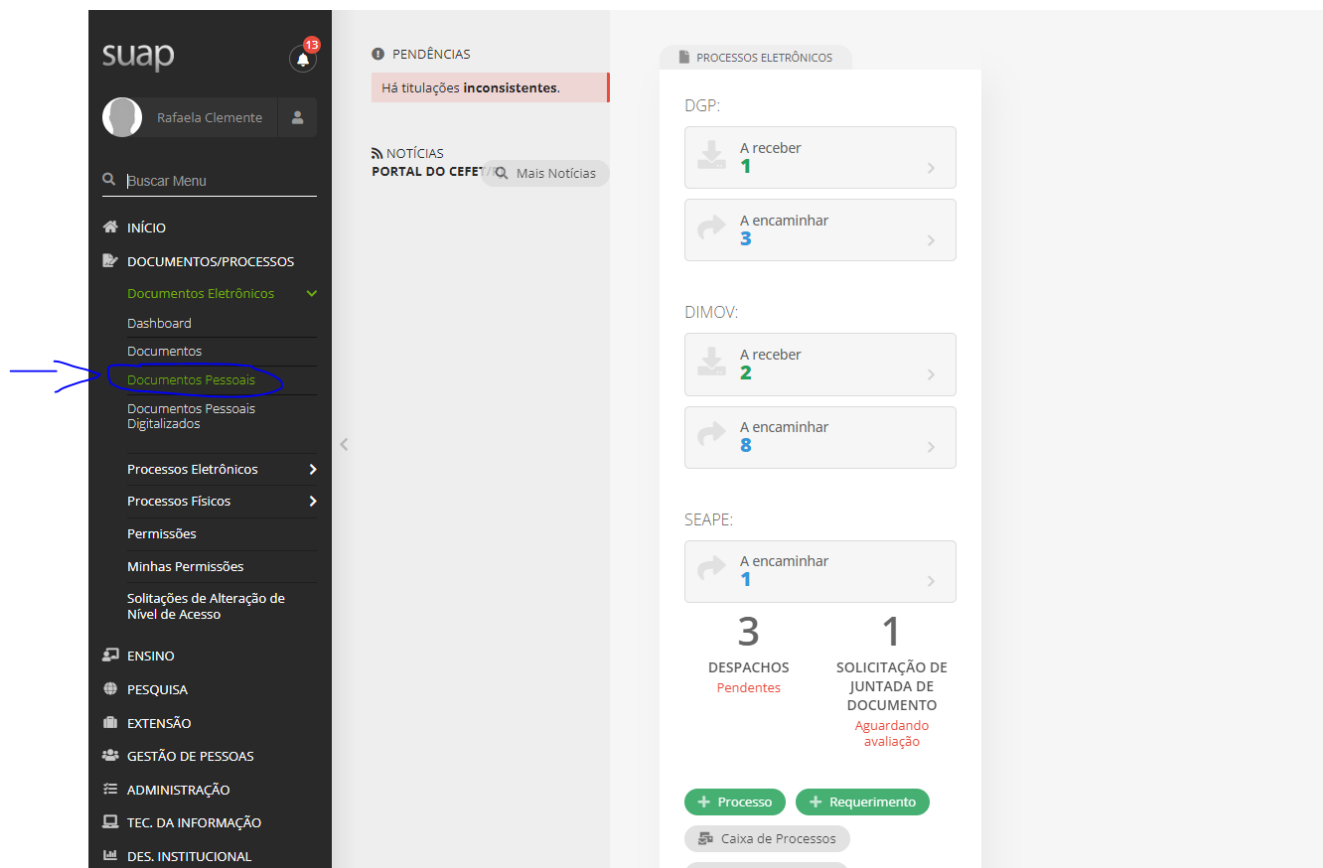 suap
13
Rafaela Clemente
Buscar Menu
INÍCIO
DOCUMENTOS/PROCESSOS
Documentos Eletrônicos
Dashboard
Documentos
Documentos Pessoais
Documentos Pessoais
Digitalizados
Processos Eletrônicos
Processos Físicos
Permissões
Minhas Permissões
Solitações de Alteração de
Nível de Acesso
ENSINO
PESQUISA
EXTENSÃO
GESTÃO DE PESSOAS
ADMINISTRAÇÃO
TEC. DA INFORMAÇÃO
DES. INSTITUCIONAL
PENDÊNCIAS
Há titulações inconsistentes.
NOTÍCIAS
PORTAL DO CEFET/
Mais Notícias
PROCESSOS ELETRÔNICOS
DGP:
A receber
1
A encaminhar
3
DIMOV:
A receber
2
A encaminhar
8
SEAPE:
A encaminhar
1
3
DESPACHOS
Pendentes
1
SOLICITAÇÃO DE
JUNTADA DE
DOCUMENTO
Aguardando
avaliação
+ Processo
+ Requerimento
Caixa de Processos